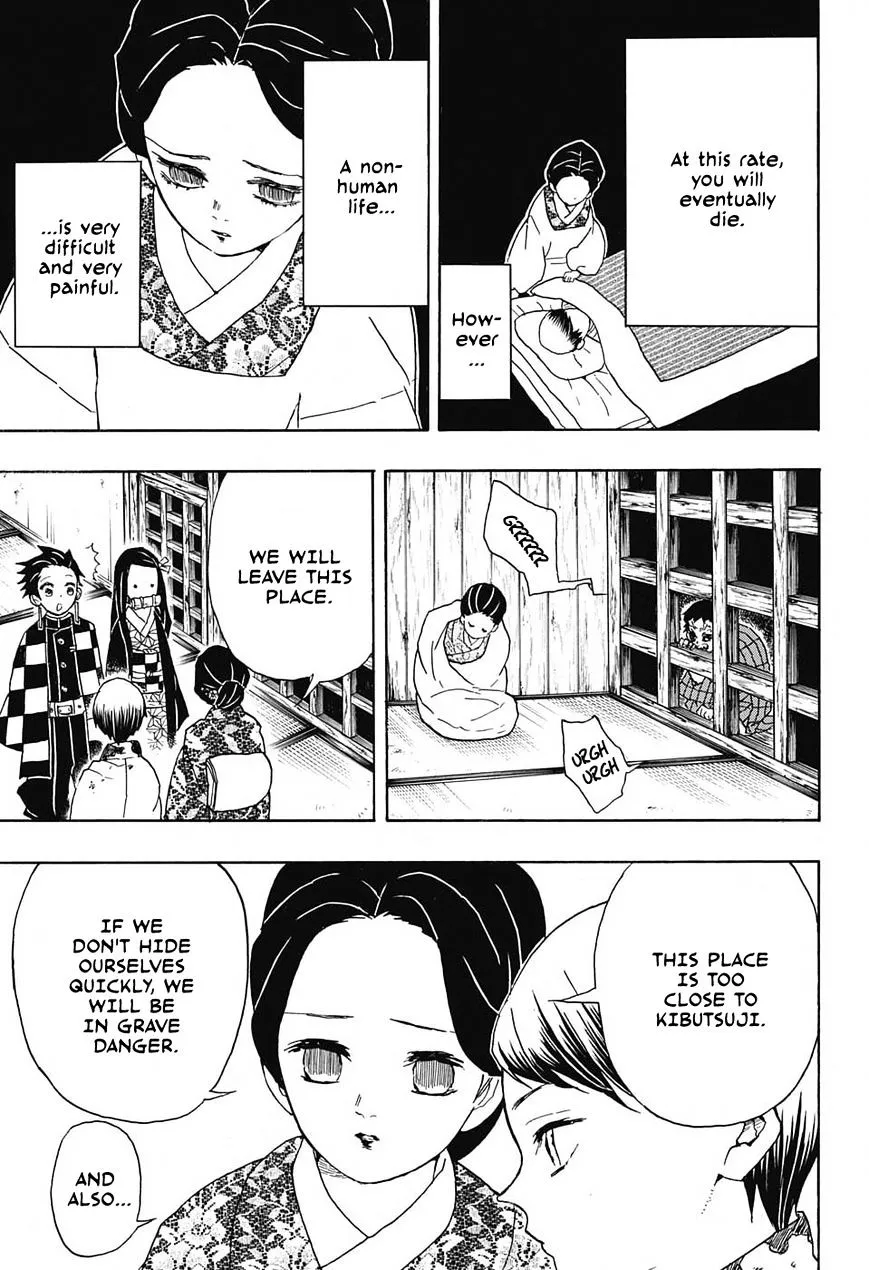 At this rate,
you will
eventually
die.
How-
ever
...
A non-
human
life...
...is very
difficult
and very
painful.
GRRRRRR
URGH
URGH
WE WILL
LEAVE THIS
PLACE.
THIS PLACE
IS TOO
CLOSE TO
KIBUTSUJI.
IF WE
DON'T HIDE
OURSELVES
QUICKLY, WE
WILL BE
IN GRAVE
DANGER.
AND
ALSO...